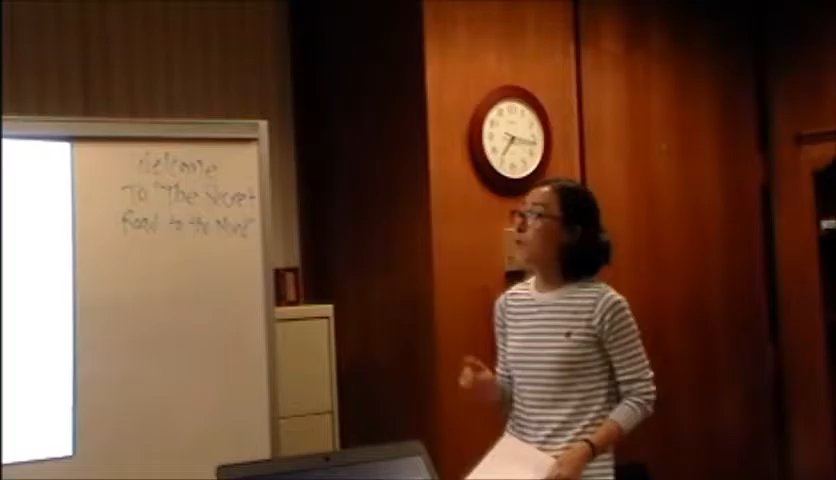 Welcome
To "The Secret
Road to the Mind"